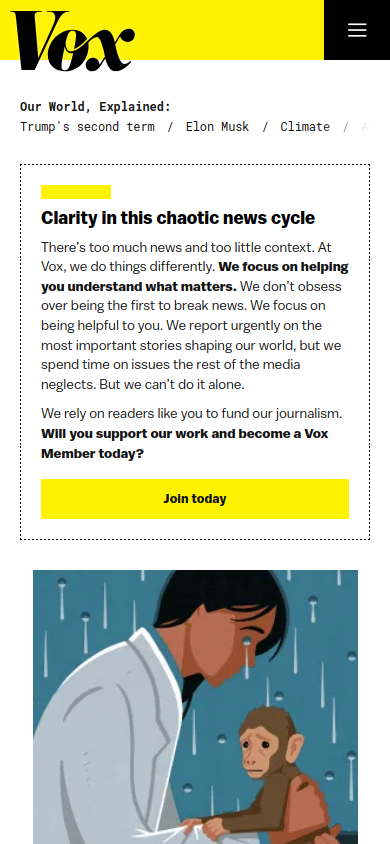 Vox
Our World, Explained:
Trump's second term / Elon Musk / Climate / A
Clarity in this chaotic news cycle
There's too much news and too little context. At
Vox, we do things differently. We focus on helping
you understand what matters. We don't obsess
over being the first to break news. We focus on
being helpful to you. We report urgently on the
most important stories shaping our world, but we
spend time on issues the rest of the media
neglects. But we can't do it alone.
We rely on readers like you to fund our journalism.
Will you support our work and become a Vox
Member today?
Join today